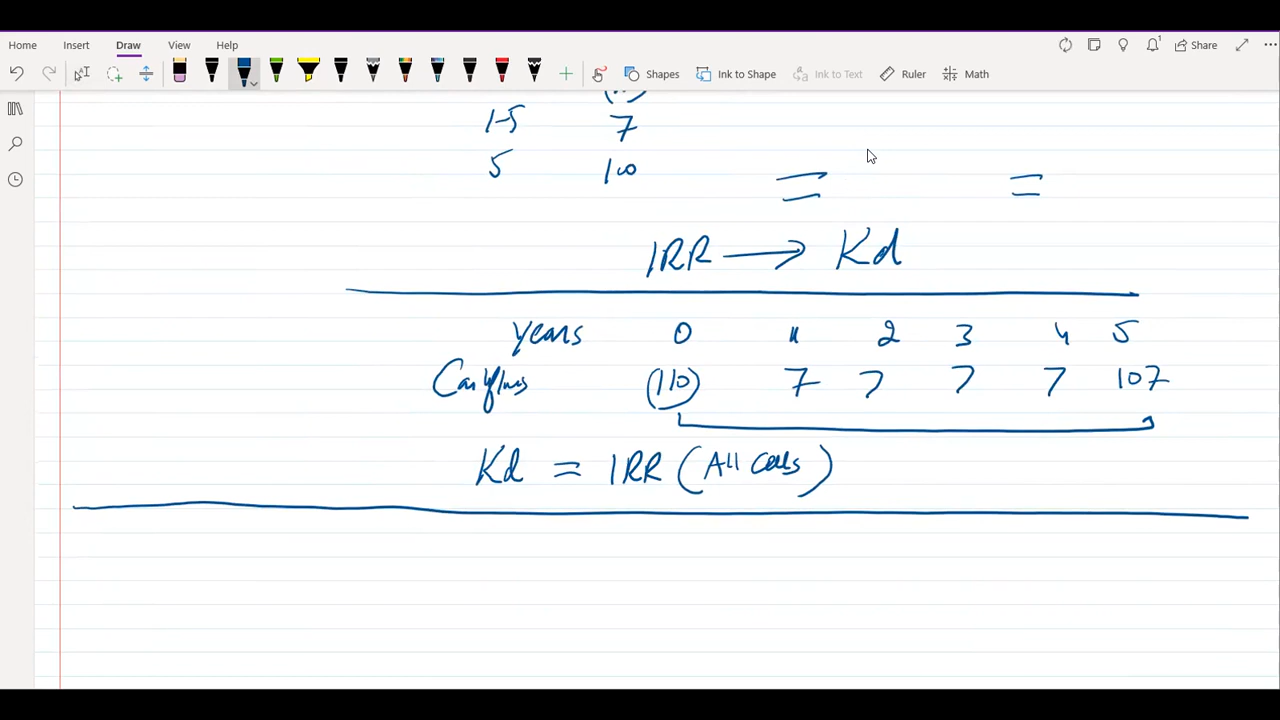 Home Insert Draw View Help
Share
Shapes Ink to Shape Ink to Text Ruler Math
1-5 7
5 100
= =
IRR → Kd
years 0 1 2 3 4 5
Cashflows (110) 7 7 7 7 107
Kd = IRR (All Cells)